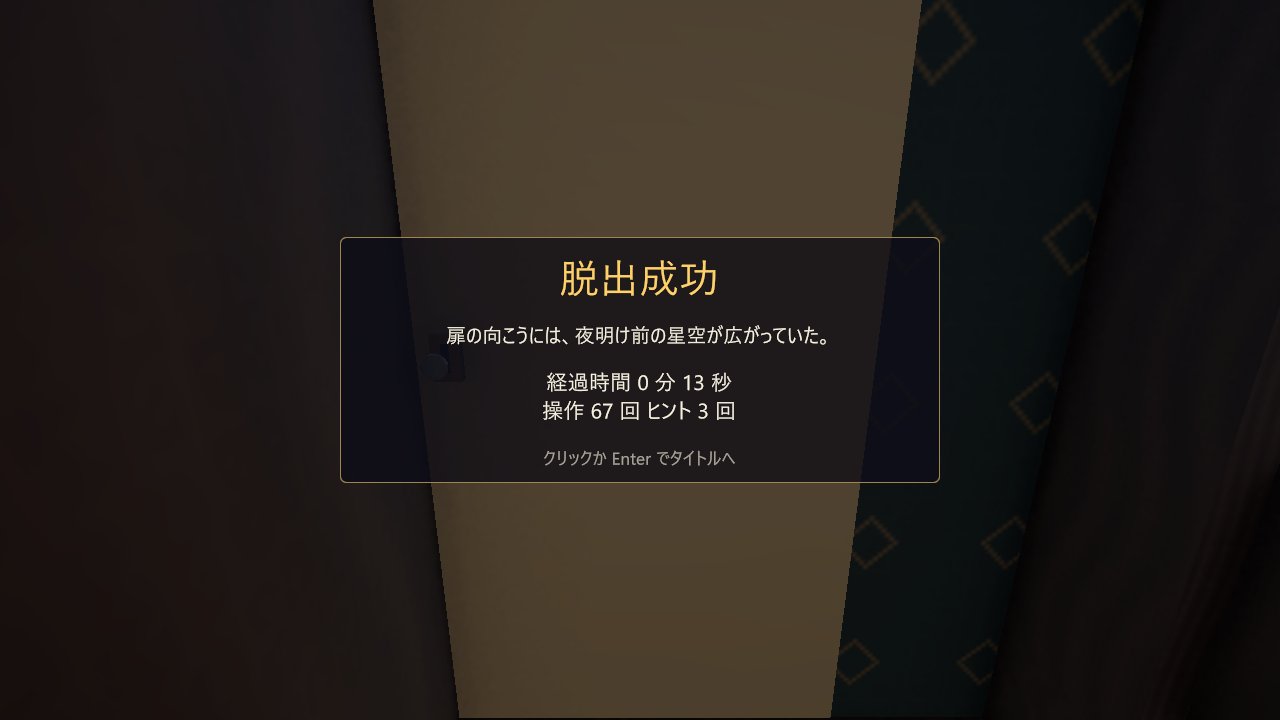 脱出成功
扉の向こうには、夜明け前の星空が広がっていた。
経過時間 0 分 13 秒
操作 67 回 ヒント 3 回
クリックか Enter でタイトルへ